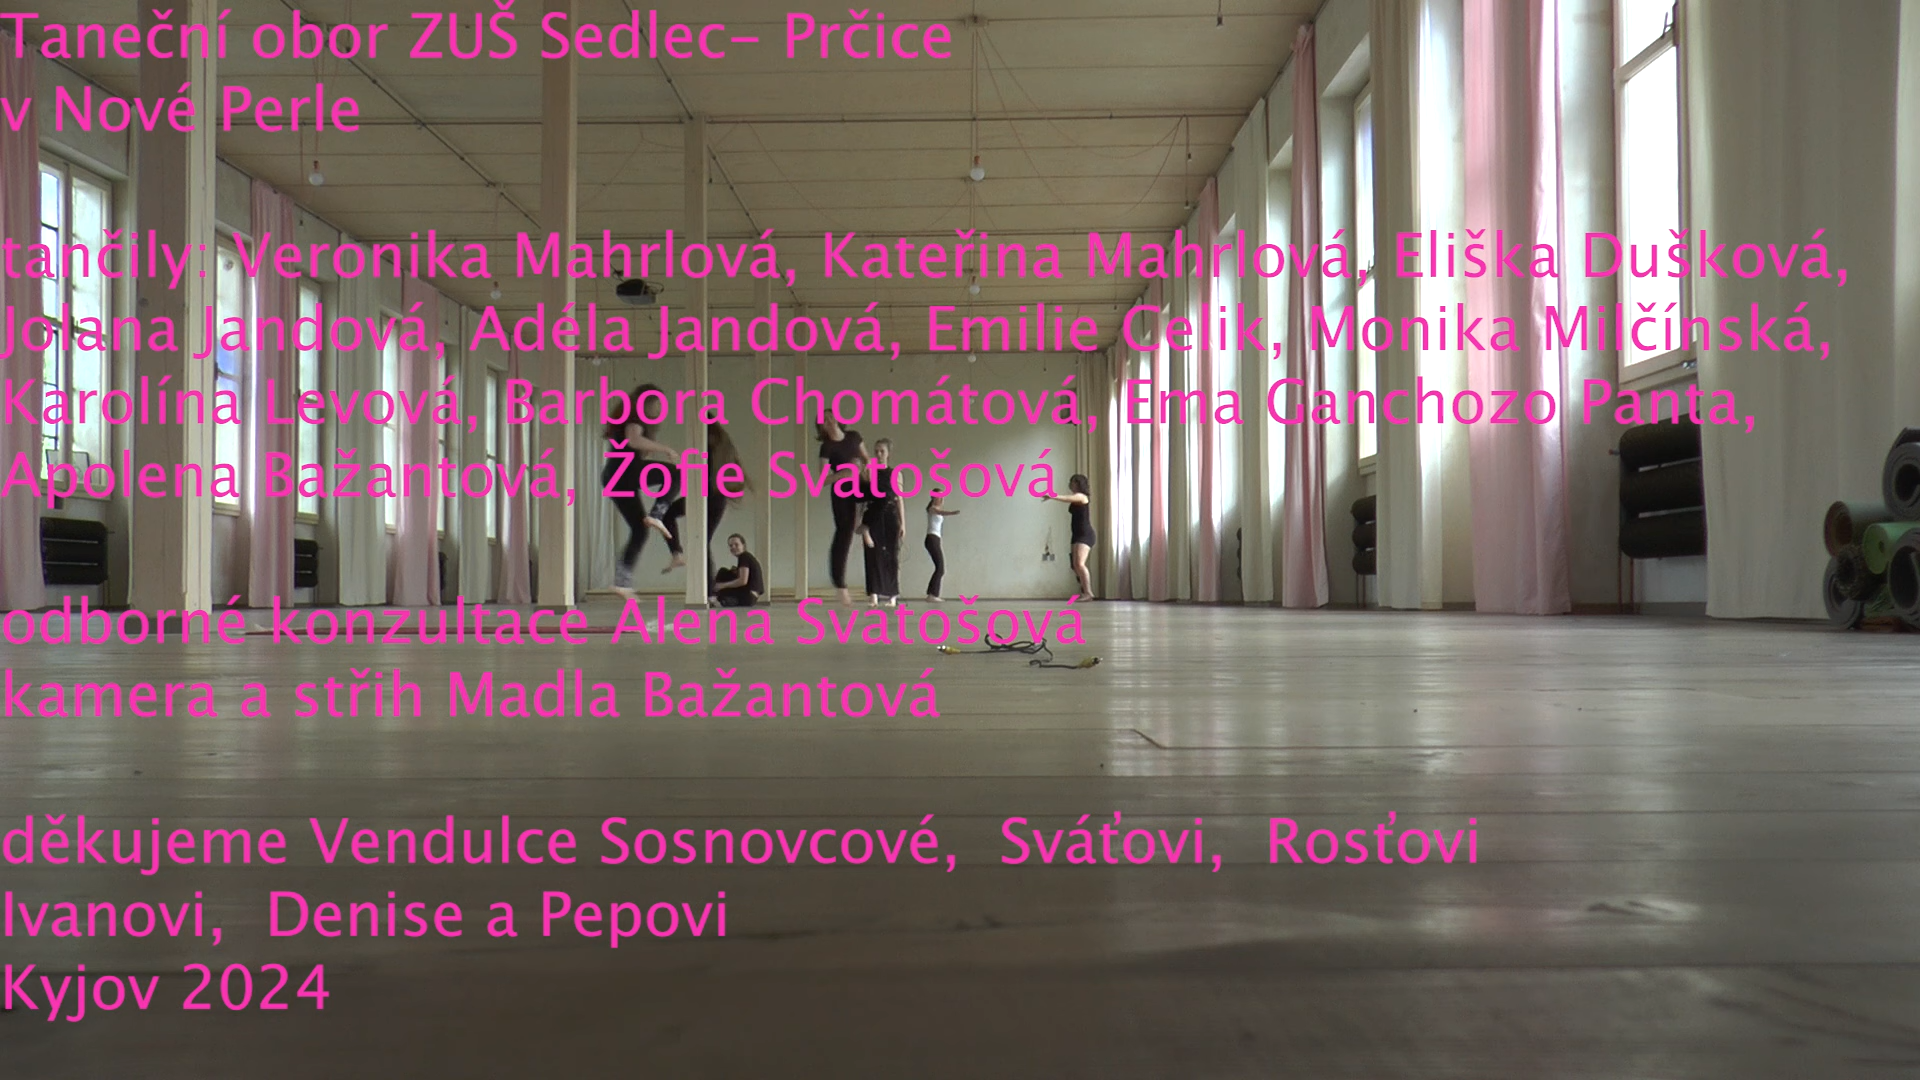 Taneční obor ZUŠ Sedlec- Prčice
v Nové Perle
tančily: Veronika Mahrlová, Kateřina Mahrlová, Eliška Dušková,
Jolana Jandová, Adéla Jandová, Emilie Celik, Monika Milčínská,
Karolína Levová, Barbora Chomátová, Ema Ganchozo Panta,
Apolena Bažantová, Žofie Svatošová
odborné konzultace Alena Svatošová
kamera a střih Madla Bažantová
děkujeme Vendulce Sosnovcové, Sváťovi, Rosťovi
Ivanovi, Denise a Pepovi
Kyjov 2024